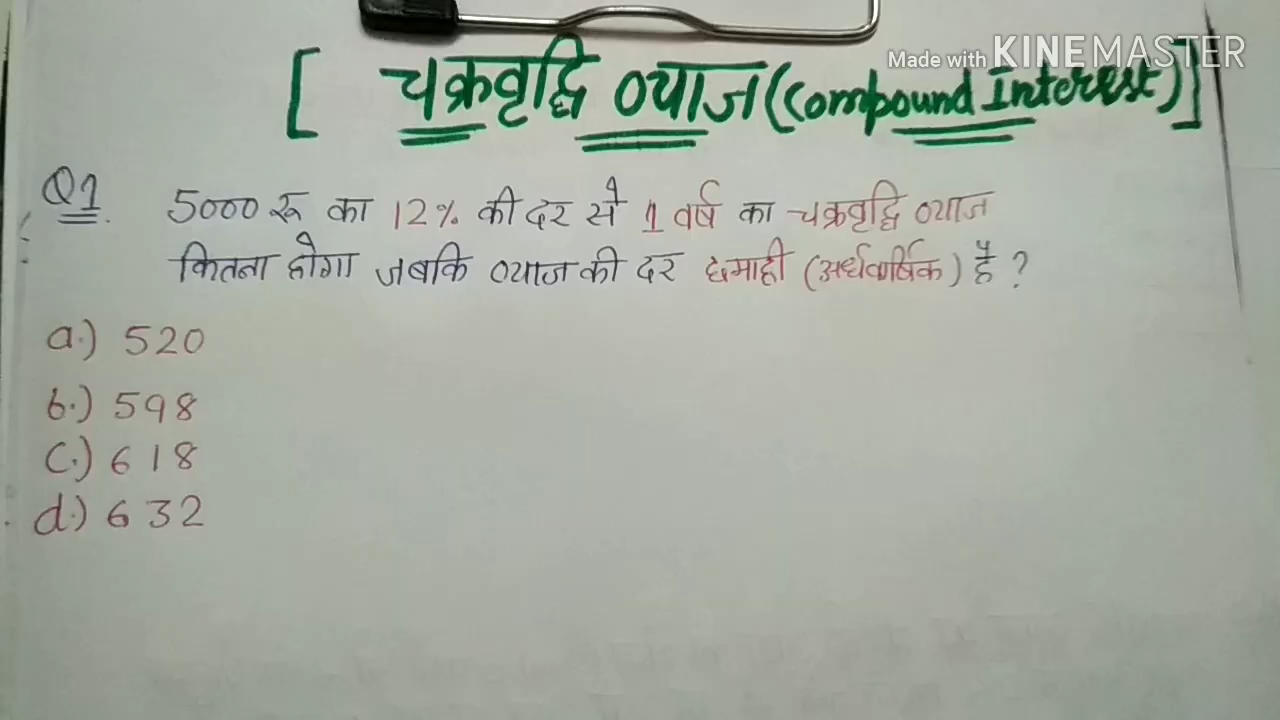 Made with KINEMASTER
[ चक्रवृद्धि ब्याज (Compound Interest) ]
Q1. 5000 रू का 12% की दर से 1 वर्ष का चक्रवृद्धि ब्याज
कितना होगा जबकि ब्याज की दर छमाही (अर्धवार्षिक) है ?
a.) 520
b.) 598
c.) 618
d.) 632